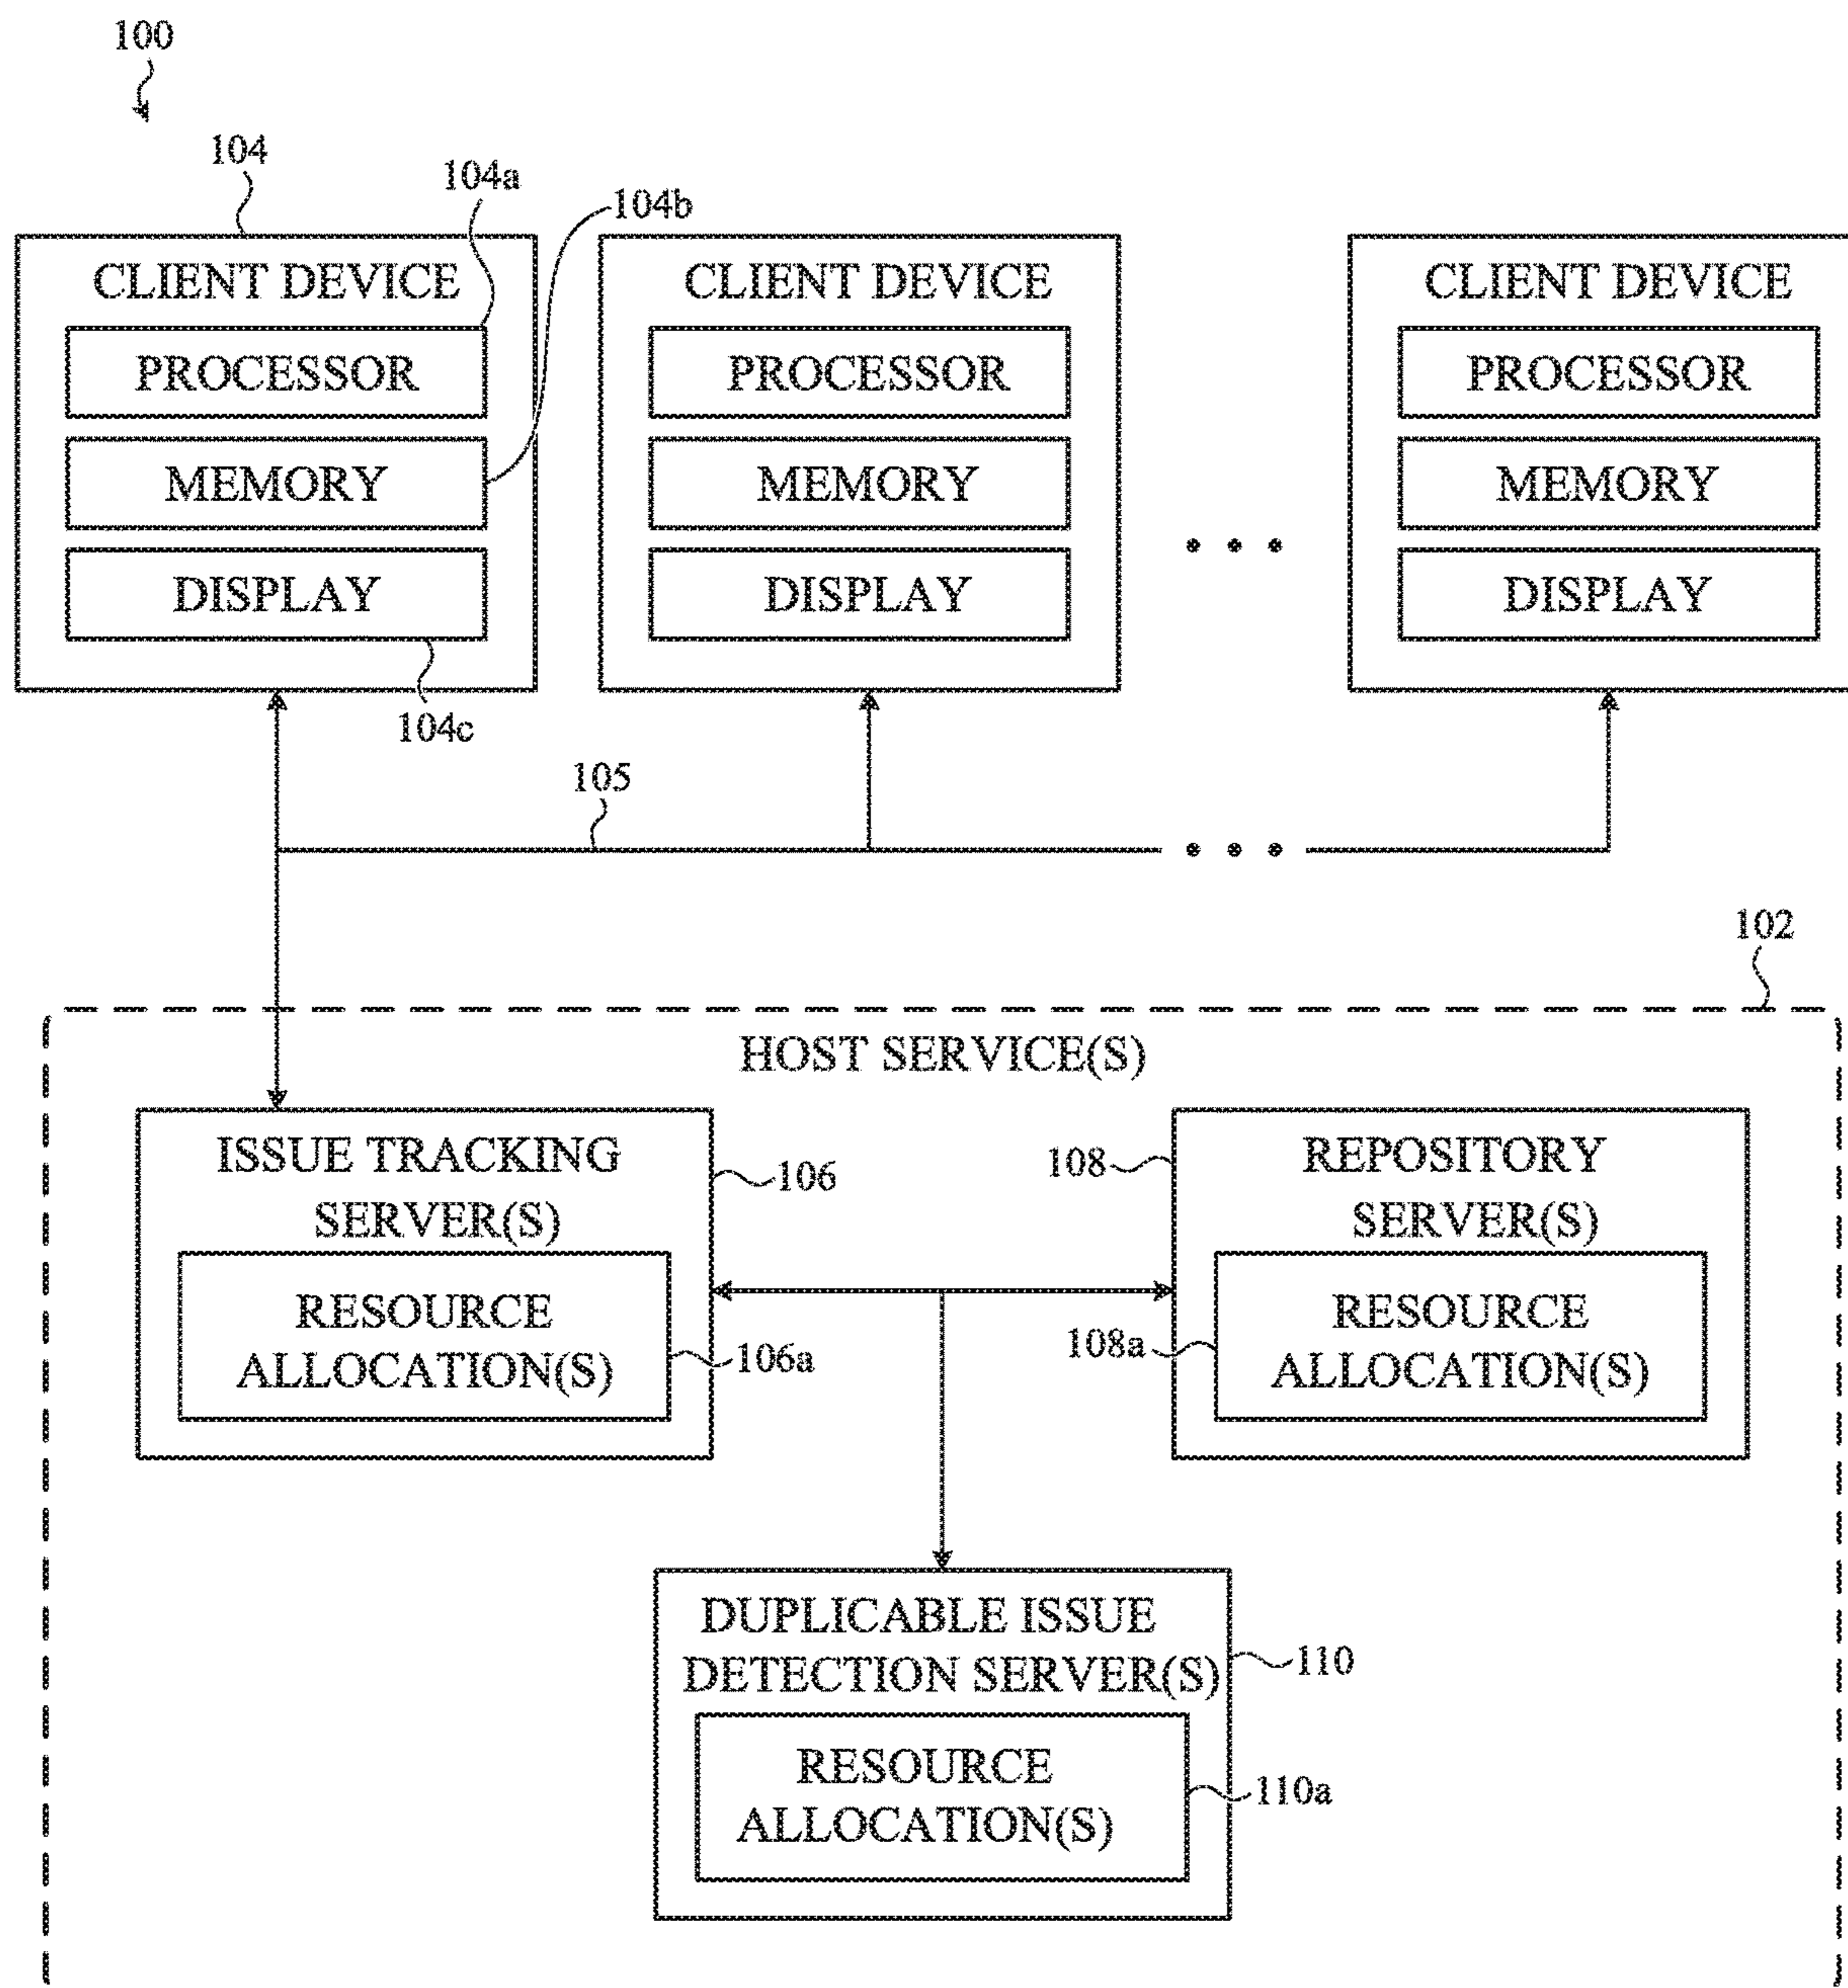 100
104
104a
104b
CLIENT DEVICE
PROCESSOR
MEMORY
DISPLAY
104c
CLIENT DEVICE
PROCESSOR
MEMORY
DISPLAY
CLIENT DEVICE
PROCESSOR
MEMORY
DISPLAY
105
102
HOST SERVICE(S)
ISSUE TRACKING
SERVER(S)
106
RESOURCE
ALLOCATION(S)
106a
108
REPOSITORY
SERVER(S)
108a
RESOURCE
ALLOCATION(S)
DUPLICABLE ISSUE
DETECTION SERVER(S)
110
RESOURCE
ALLOCATION(S)
110a